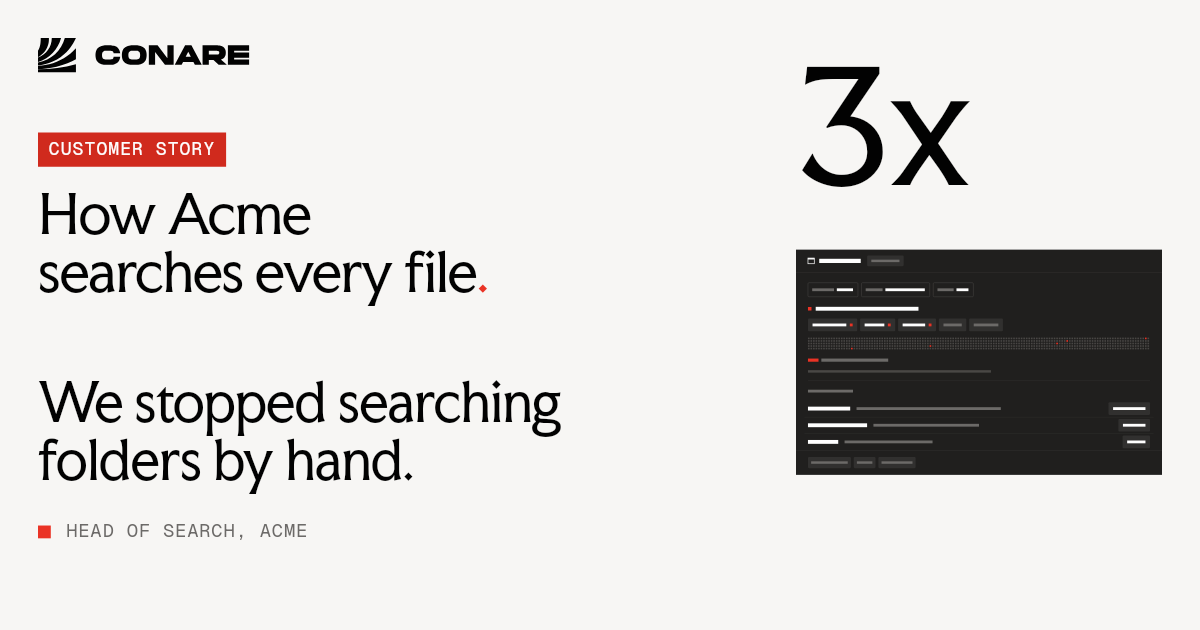 CONARE
CUSTOMER STORY
How Acme
searches every file.
We stopped searching
folders by hand.
HEAD OF SEARCH, ACME
3x